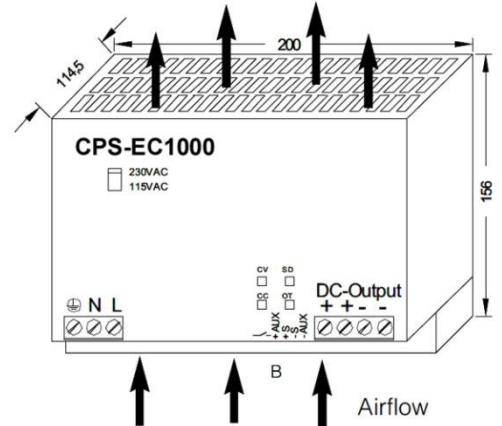 200
114,5
CPS-EC1000
230VAC
115VAC
156
CV SD
CC OT
DC-Output
N L
+ + - -
+ AUX
+ S
- S
- AUX
B
Airflow